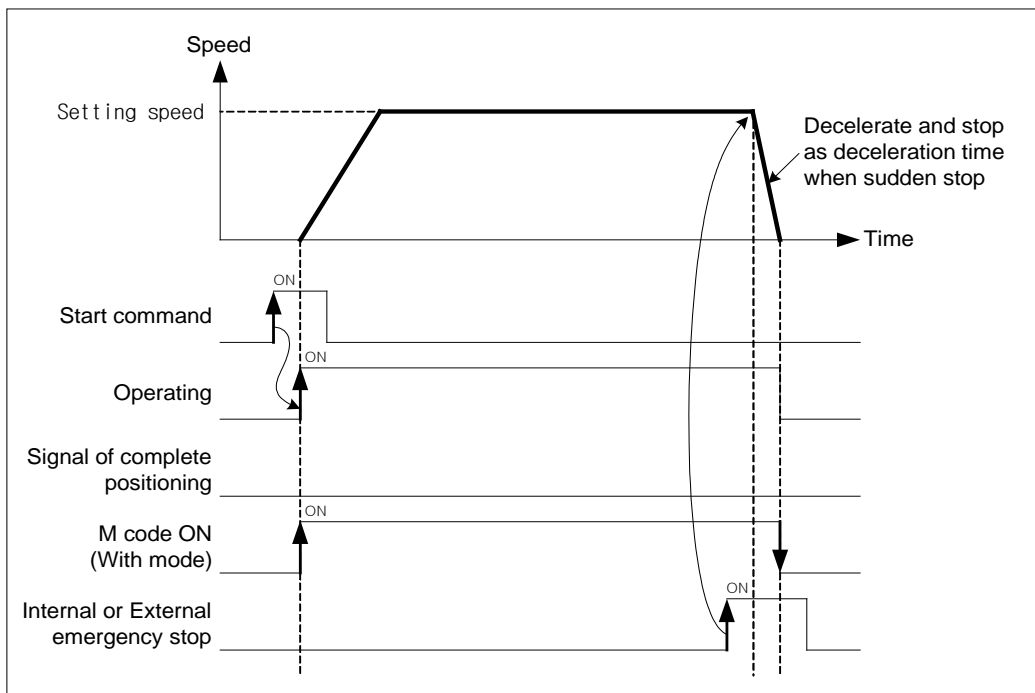 Speed
Setting speed
Decelerate and stop
as deceleration time
when sudden stop
Time
ON
Start command
ON
Operating
Signal of complete
positioning
ON
M code ON
(With mode)
ON
Internal or External
emergency stop